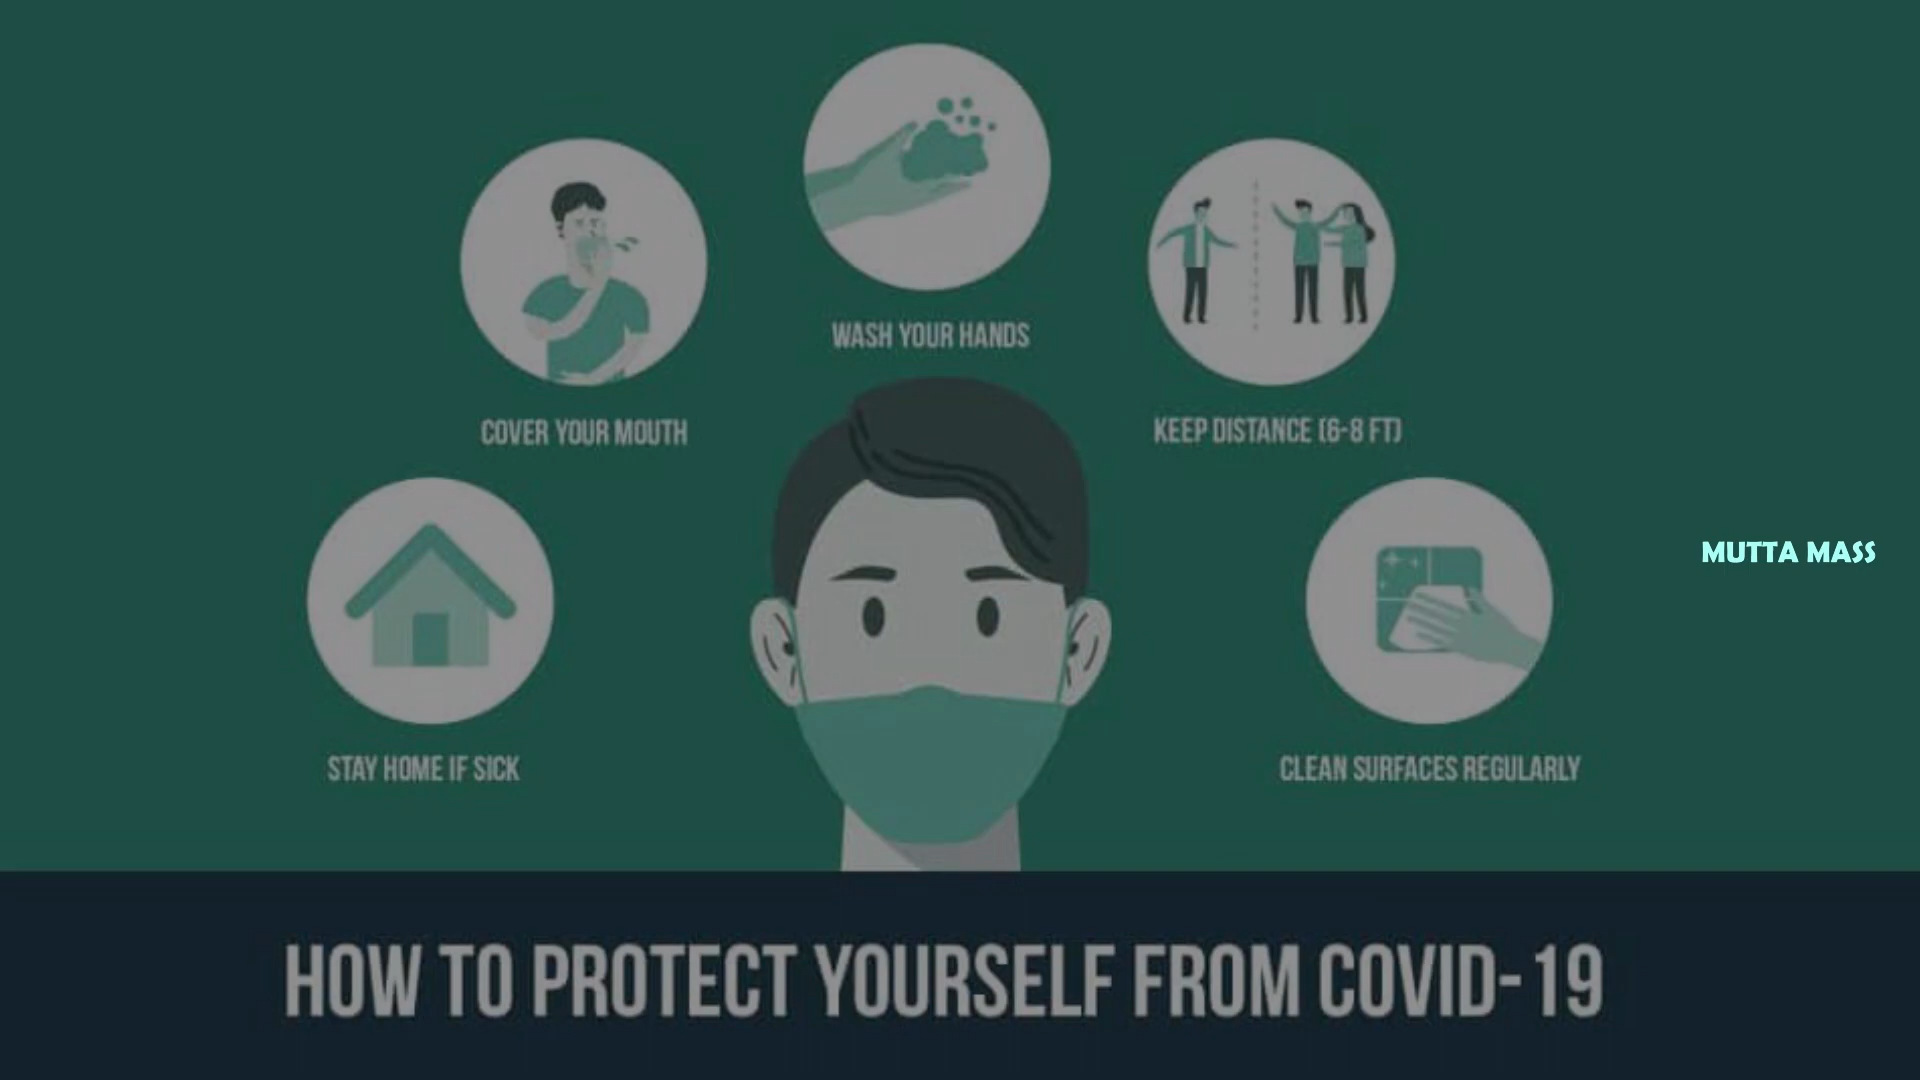 WASH YOUR HANDS
COVER YOUR MOUTH
KEEP DISTANCE (6-8 FT)
MUTTA MASS
STAY HOME IF SICK
CLEAN SURFACES REGULARLY
HOW TO PROTECT YOURSELF FROM COVID-19